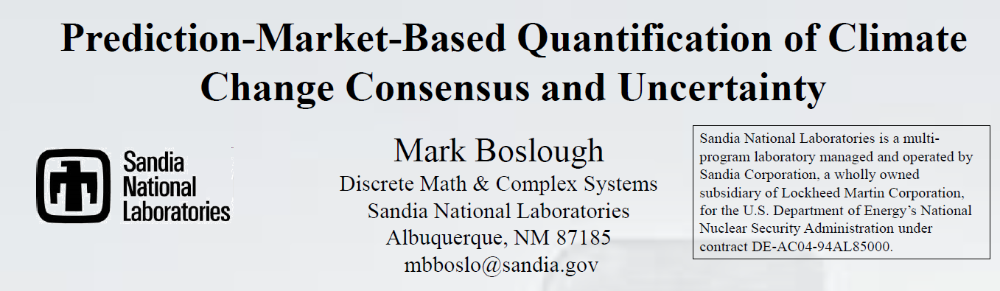 Prediction-Market-Based Quantification of Climate
Change Consensus and Uncertainty
Sandia
National
Laboratories
Mark Boslough
Discrete Math & Complex Systems
Sandia National Laboratories
Albuquerque, NM 87185
mbboslo@sandia.gov
Sandia National Laboratories is a multi-
program laboratory managed and operated by
Sandia Corporation, a wholly owned
subsidiary of Lockheed Martin Corporation,
for the U.S. Department of Energy's National
Nuclear Security Administration under
contract DE-AC04-94AL85000.